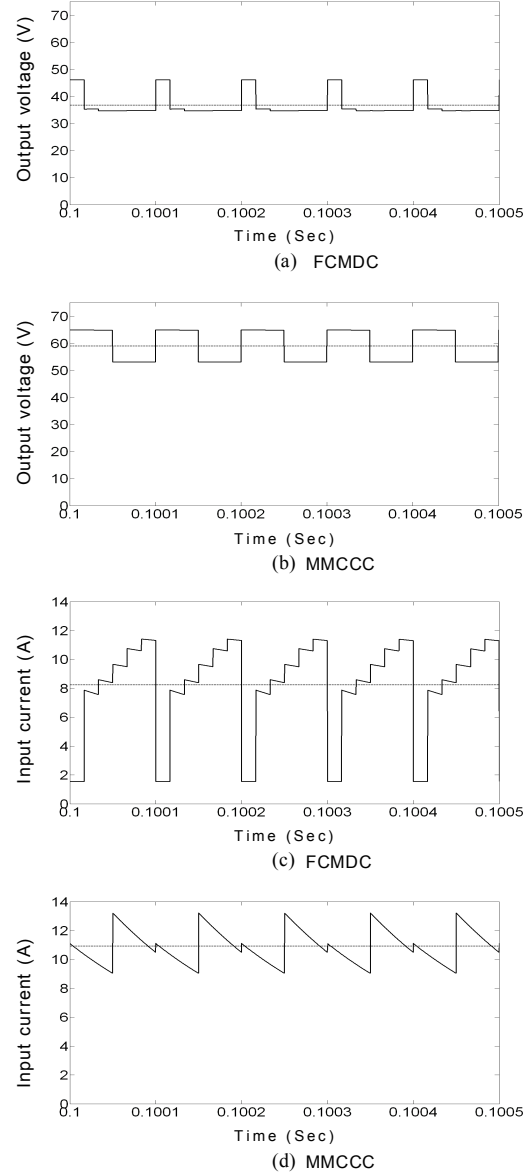 Output voltage (V)
70
60
50
40
30
20
10
0
0.1 0.1001 0.1002 0.1003 0.1004 0.1005
Time (Sec)
(a) FCMDC
Output voltage (V)
70
60
50
40
30
20
10
0
0.1 0.1001 0.1002 0.1003 0.1004 0.1005
Time (Sec)
(b) MMCCC
Input current (A)
14
12
10
8
6
4
2
0
0.1 0.1001 0.1002 0.1003 0.1004 0.1005
Time (Sec)
(c) FCMDC
Input current (A)
14
12
10
8
6
4
2
0
0.1 0.1001 0.1002 0.1003 0.1004 0.1005
Time (Sec)
(d) MMCCC